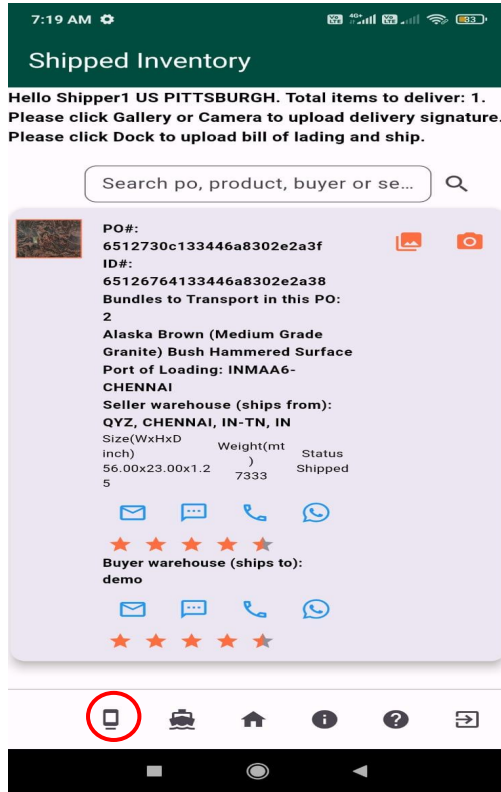 7:19 AM
83
Shipped Inventory
Hello Shipper1 US PITTSBURGH. Total items to deliver: 1.
Please click Gallery or Camera to upload delivery signature.
Please click Dock to upload bill of lading and ship.
Search po, product, buyer or se...
PO#:
6512730c133446a8302e2a3f
ID#:
65126764133446a8302e2a38
Bundles to Transport in this PO:
2
Alaska Brown (Medium Grade
Granite) Bush Hammered Surface
Port of Loading: INMAA6-
CHENNAI
Seller warehouse (ships from):
QYZ, CHENNAI, IN-TN, IN
Size(WxHxD
inch)
56.00x23.00x1.2
5
Weight(mt
)
7333
Status
Shipped
Buyer warehouse (ships to):
demo